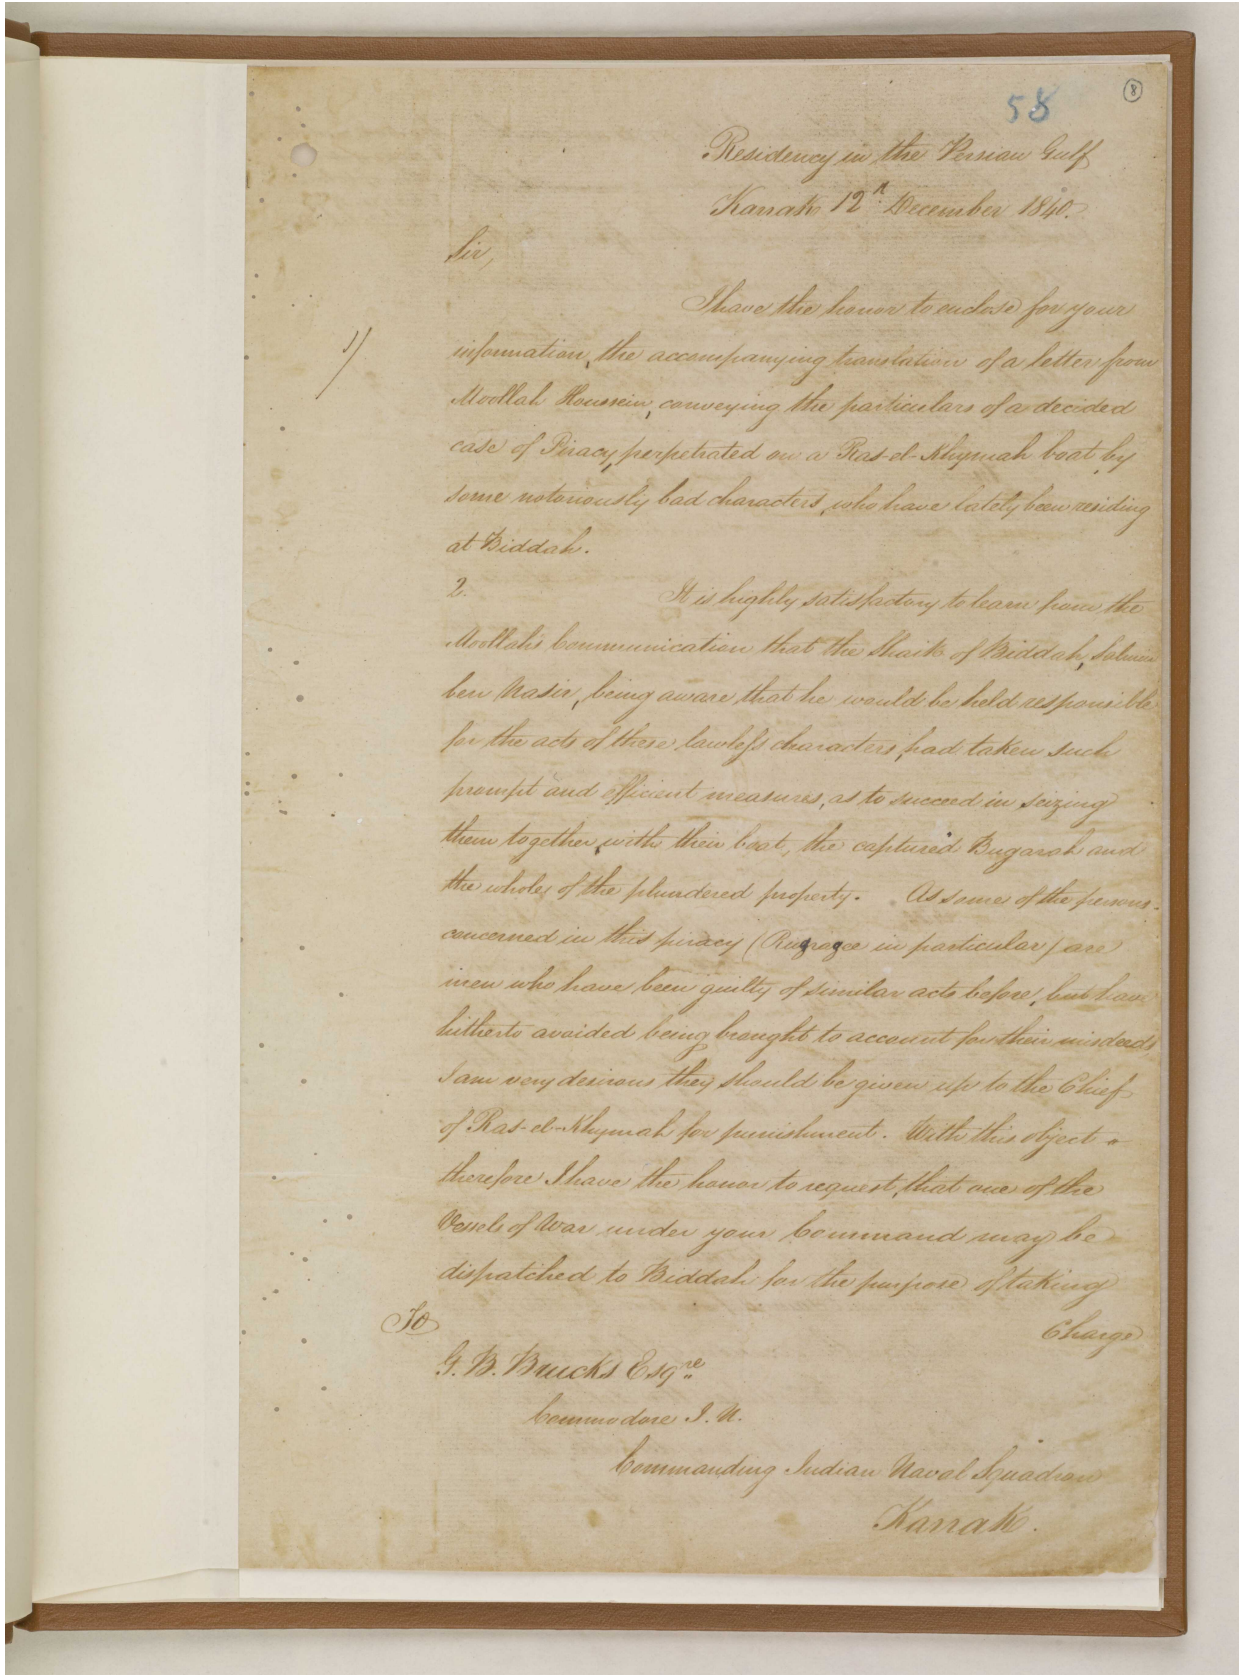 58
8
Residency in the Persian Gulf
Karrak 12th December 1840.
Sir,
I have the honor to enclose for your
1/
information, the accompanying translation of a letter from
Moollah Houssein, conveying the particulars of a decided
case of Piracy, perpetrated on a Ras-el-Khymah boat by
some notoriously bad characters, who have lately been residing
at Biddah.
2. It is highly satisfactory to learn from the
Moollah's Communication that the Shaik of Biddah, Salmin
ben Nasir, being aware that he would be held responsible
for the acts of these lawless characters, had taken such
prompt and efficient measures, as to succeed in seizing
them together, with their boat, the captured Bugarah and
the whole, of the plundered property. As some of the persons
concerned in this piracy ( in particular) are
men who have been guilty of similar acts before, but have
hitherto avoided being brought to account for their misdeeds
I am very desirous they should be given up to the Chief
of Ras-el-Khymah for punishment. With this object
therefore I have the honor to request, that one of the
Vessels of War under your Command may be
dispatched to Biddah for the purpose of taking
Charge
To
G. B. Brucks Esqre
Commodore I. N.
Commanding Indian Naval Squadron
Karrak.